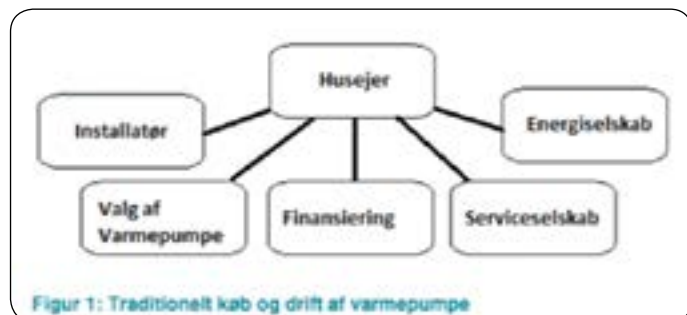 Husejer
Installatør
Energiselskab
Valg af
Varmepumpe
Finansiering
Serviceselskab
Figur 1: Traditionelt køb og drift af varmepumpe